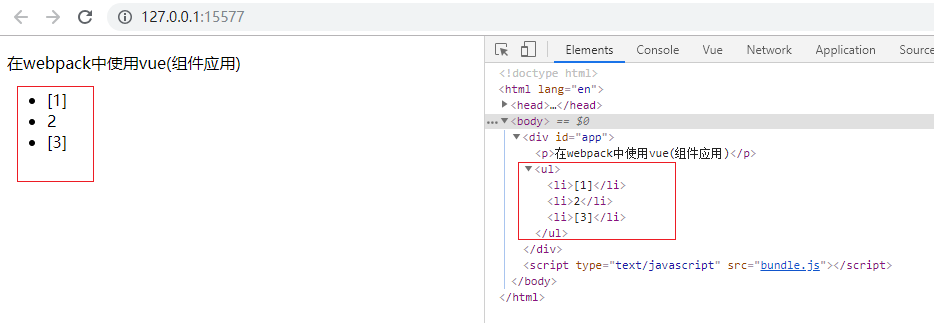 127.0.0.1:15577
在webpack中使用vue(组件应用)
[1]
2
[3]
Elements Console Vue Network Application Source
<!doctype html>
<html lang="en">
<head>…</head>
<body> == $0
<div id="app">
<p>在webpack中使用vue(组件应用)</p>
<ul>
<li>[1]</li>
<li>2</li>
<li>[3]</li>
</ul>
</div>
<script type="text/javascript" src="bundle.js"></script>
</body>
</html>